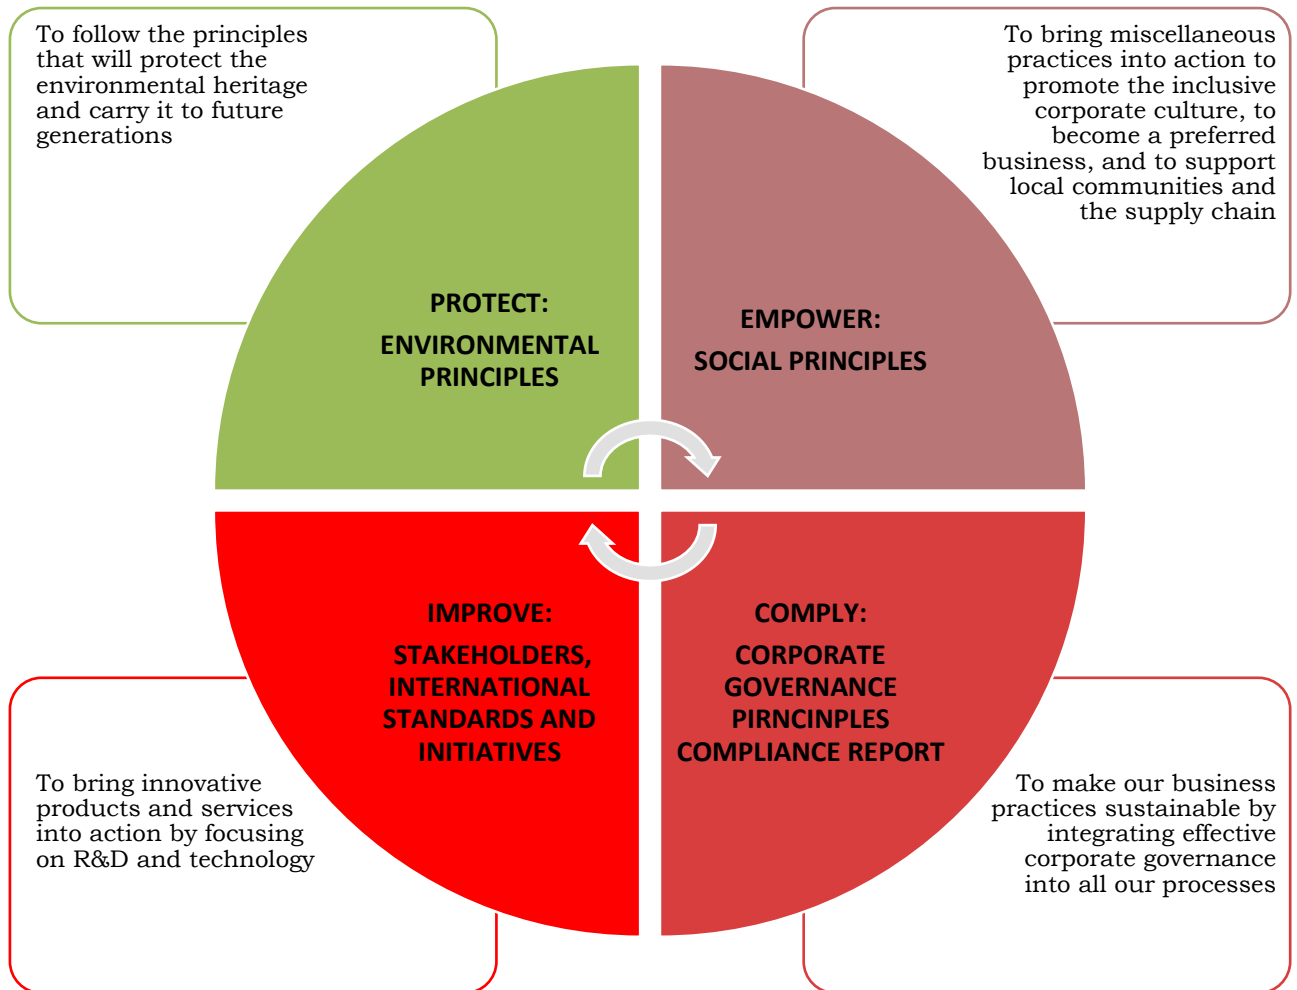 To follow the principles
that will protect the
environmental heritage
and carry it to future
generations
To bring miscellaneous
practices into action to
promote the inclusive
corporate culture, to
become a preferred
business, and to support
local communities and
the supply chain
PROTECT:
ENVIRONMENTAL
PRINCIPLES
EMPOWER:
SOCIAL PRINCIPLES
IMPROVE:
STAKEHOLDERS,
INTERNATIONAL
STANDARDS AND
INITIATIVES
COMPLY:
CORPORATE
GOVERNANCE
PIRNCINPLES
COMPLIANCE REPORT
To bring innovative
products and services
into action by focusing
on R&D and technology
To make our business
practices sustainable by
integrating effective
corporate governance
into all our processes